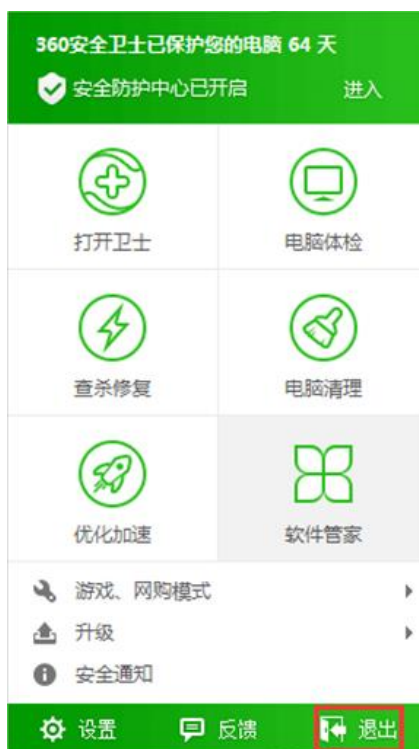 360安全卫士已保护您的电脑 64 天
安全防护中心已开启 进入
打开卫士 电脑体检
查杀修复 电脑清理
优化加速 软件管家
游戏、网购模式
升级
安全通知
设置 反馈 退出